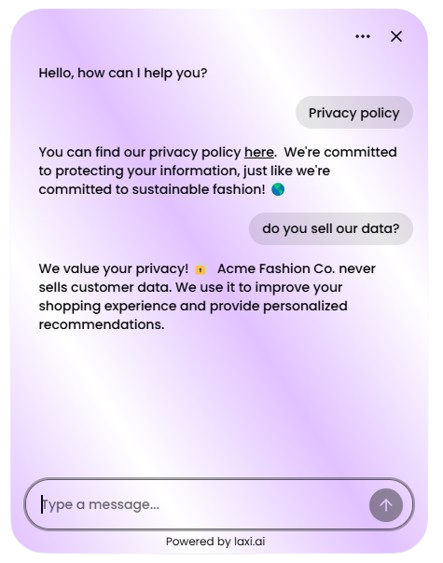 Hello, how can I help you?
Privacy policy
You can find our privacy policy here. We're committed
to protecting your information, just like we're
committed to sustainable fashion! 🌎
do you sell our data?
We value your privacy! 🔒 Acme Fashion Co. never
sells customer data. We use it to improve your
shopping experience and provide personalized
recommendations.
Type a message...
Powered by laxi.ai